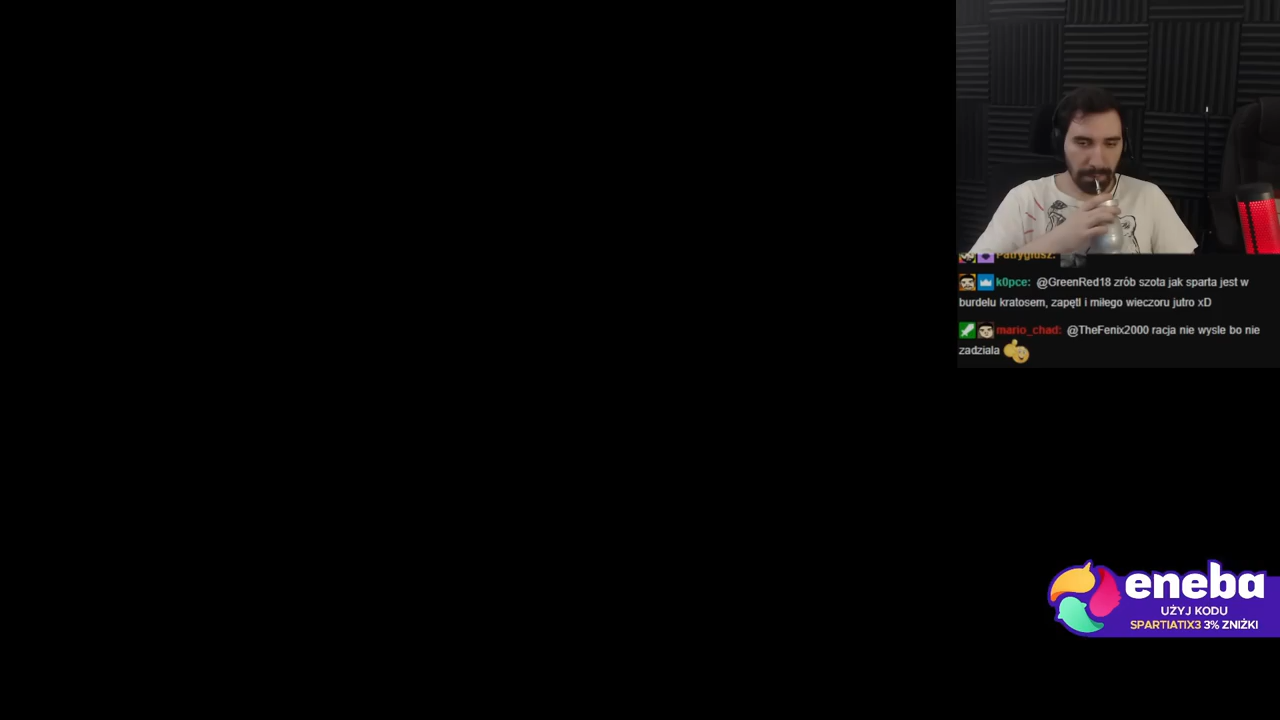 Patrygiusz:
k0pce: @GreenRed18 zrób szota jak sparta jest w
burdelu kratosem, zapętl i miłego wieczoru jutro xD
mario_chad: @TheFenix2000 racja nie wysle bo nie
zadziala
eneba
UŻYJ KODU
SPARTIATIX3 3% ZNIŻKI